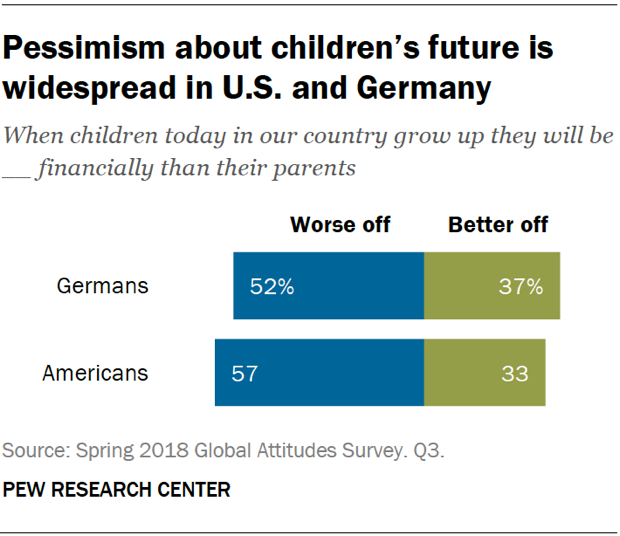 Pessimism about children’s future is
widespread in U.S. and Germany
When children today in our country grow up they will be
__ financially than their parents
Worse off Better off
Germans 52% 37%
Americans 57 33
Source: Spring 2018 Global Attitudes Survey. Q3.
PEW RESEARCH CENTER